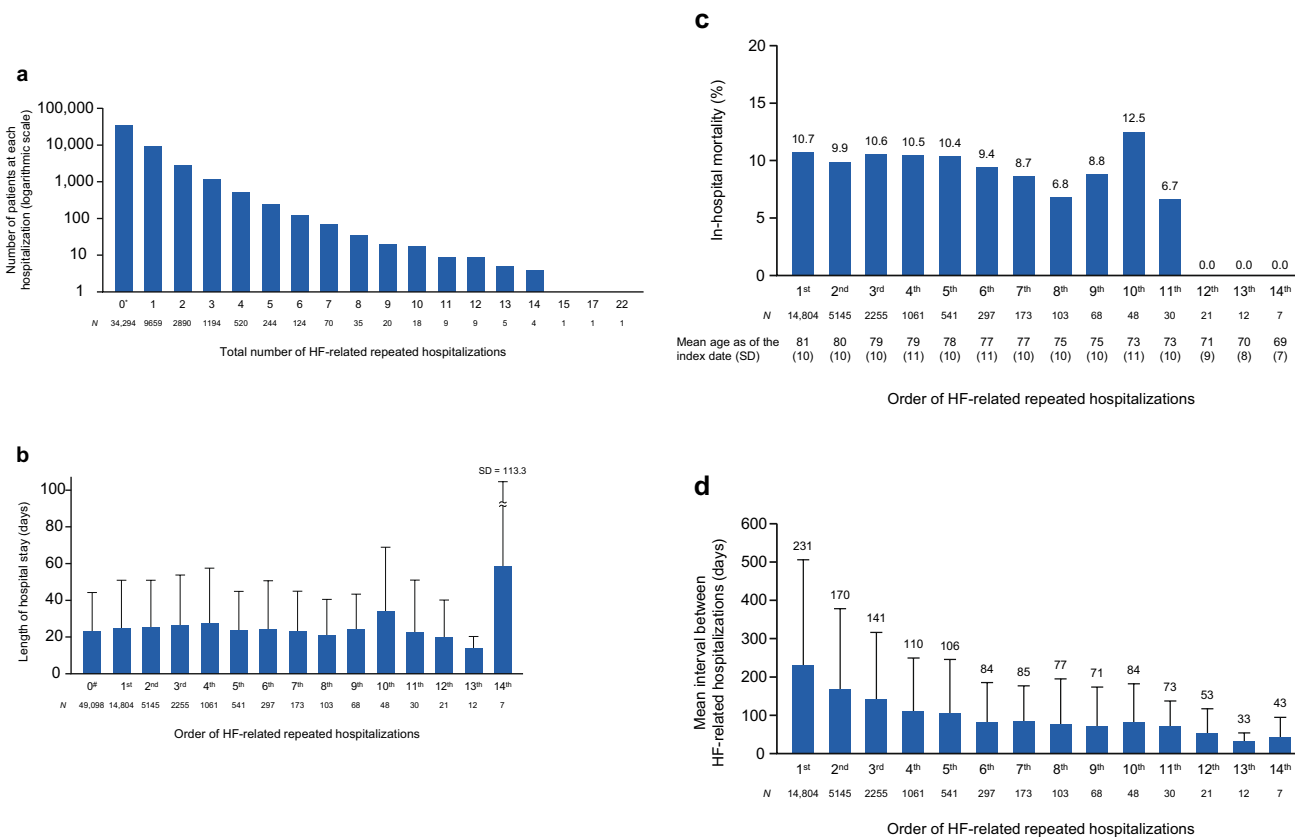 a
Number of patients at each
hospitalization (logarithmic scale)
100,000
10,000
1,000
100
10
1
0* 1 2 3 4 5 6 7 8 9 10 11 12 13 14 15 17 22
N 34,294 9659 2890 1194 520 244 124 70 35 20 18 9 9 5 4 1 1 1
Total number of HF-related repeated hospitalizations
b
Length of hospital stay (days)
SD = 113.3
100
80
60
40
20
0
0# 1st 2nd 3rd 4th 5th 6th 7th 8th 9th 10th 11th 12th 13th 14th
N 49,098 14,804 5145 2255 1061 541 297 173 103 68 48 30 21 12 7
Order of HF-related repeated hospitalizations
c
In-hospital mortality (%)
20
15
10
5
0
10.7 9.9 10.6 10.5 10.4 9.4 8.7 6.8 8.8 12.5 6.7 0.0 0.0 0.0
1st 2nd 3rd 4th 5th 6th 7th 8th 9th 10th 11th 12th 13th 14th
N 14,804 5145 2255 1061 541 297 173 103 68 48 30 21 12 7
Mean age as of the 81 80 79 79 78 77 77 75 75 73 73 71 70 69
index date (SD) (10) (10) (10) (11) (10) (11) (10) (10) (10) (11) (10) (9) (8) (7)
Order of HF-related repeated hospitalizations
d
Mean interval between
HF-related hospitalizations (days)
600
500
400
300
200
100
0
231 170 141 110 106 84 85 77 71 84 73 53 33 43
1st 2nd 3rd 4th 5th 6th 7th 8th 9th 10th 11th 12th 13th 14th
N 14,804 5145 2255 1061 541 297 173 103 68 48 30 21 12 7
Order of HF-related repeated hospitalizations